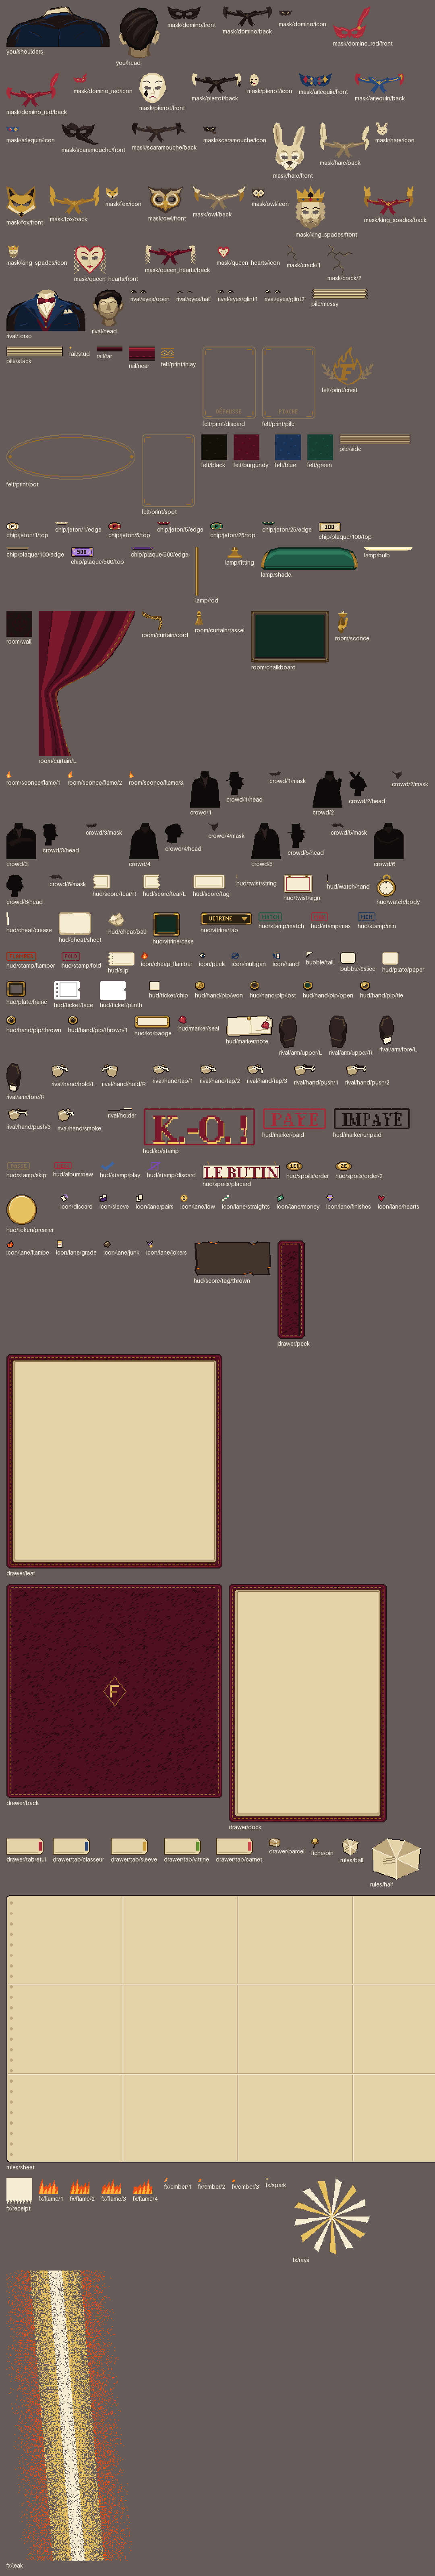 you/shoulders
you/head
mask/domino/front
mask/domino/back
mask/domino/icon
mask/domino_red/front
mask/domino_red/back
mask/domino_red/icon
mask/pierrot/front
mask/pierrot/back
mask/pierrot/icon
mask/arlequin/front
mask/arlequin/back
mask/arlequin/icon
mask/scaramouche/front
mask/scaramouche/back
mask/scaramouche/icon
mask/hare/front
mask/hare/back
mask/hare/icon
mask/fox/front
mask/fox/back
mask/fox/icon
mask/owl/front
mask/owl/back
mask/owl/icon
mask/king_spades/front
mask/king_spades/back
mask/king_spades/icon
mask/queen_hearts/front
mask/queen_hearts/back
mask/queen_hearts/icon
mask/crack/1
mask/crack/2
rival/torso
rival/head
rival/eyes/open
rival/eyes/half
rival/eyes/glint1
rival/eyes/glint2
pile/messy
pile/stack
rail/stud
rail/far
rail/near
felt/print/inlay
felt/print/discard
PIOCHE
felt/print/pile
F
felt/print/crest
felt/print/pot
felt/print/spot
felt/black
felt/burgundy
felt/blue
felt/green
pile/side
chip/jeton/1/top
chip/jeton/1/edge
chip/jeton/5/top
chip/jeton/5/edge
chip/jeton/25/top
chip/jeton/25/edge
100
chip/plaque/100/top
chip/plaque/100/edge
500
chip/plaque/500/top
chip/plaque/500/edge
lamp/rod
lamp/fitting
lamp/shade
lamp/bulb
room/wall
room/curtain/L
room/curtain/cord
room/curtain/tassel
room/chalkboard
room/sconce
room/sconce/flame/1
room/sconce/flame/2
room/sconce/flame/3
crowd/1
crowd/1/head
crowd/1/mask
crowd/2
crowd/2/head
crowd/2/mask
crowd/3
crowd/3/head
crowd/3/mask
crowd/4
crowd/4/head
crowd/4/mask
crowd/5
crowd/5/head
crowd/5/mask
crowd/6
crowd/6/head
crowd/6/mask
hud/score/tear/R
hud/score/tear/L
hud/score/tag
hud/twist/string
hud/twist/sign
hud/watch/hand
hud/watch/body
hud/cheat/crease
hud/cheat/sheet
hud/cheat/ball
hud/vitrine/case
VITRINE
hud/vitrine/tab
MATCH
hud/stamp/match
MAX
hud/stamp/max
MIN
hud/stamp/min
FLAMBER
hud/stamp/flamber
FOLD
hud/stamp/fold
hud/slip
icon/cheap_flamber
icon/peek
icon/mulligan
icon/hand
bubble/tail
bubble/9slice
hud/plate/paper
hud/plate/frame
hud/ticket/face
hud/ticket/plinth
hud/ticket/chip
hud/hand/pip/won
hud/hand/pip/lost
hud/hand/pip/open
hud/hand/pip/tie
hud/hand/pip/thrown
hud/hand/pip/thrown/1
hud/ko/badge
hud/marker/seal
hud/marker/note
rival/arm/upper/L
rival/arm/upper/R
rival/arm/fore/L
rival/arm/fore/R
rival/hand/hold/L
rival/hand/hold/R
rival/hand/tap/1
rival/hand/tap/2
rival/hand/tap/3
rival/hand/push/1
rival/hand/push/2
rival/hand/push/3
rival/hand/smoke
rival/holder
K.-O.!
hud/ko/stamp
PAYÉ
hud/marker/paid
IMPAYÉ
hud/marker/unpaid
hud/stamp/skip
hud/album/new
hud/stamp/play
hud/stamp/discard
LE BUTIN
hud/spoils/placard
hud/spoils/order
hud/spoils/order/2
hud/token/premier
icon/discard
icon/sleeve
icon/lane/pairs
icon/lane/low
icon/lane/straights
icon/lane/money
icon/lane/finishes
icon/lane/hearts
icon/lane/flambe
icon/lane/grade
icon/lane/junk
icon/lane/jokers
hud/score/tag/thrown
drawer/peek
drawer/leaf
F
drawer/back
drawer/dock
drawer/tab/etui
drawer/tab/classeur
drawer/tab/sleeve
drawer/tab/vitrine
drawer/tab/carnet
drawer/parcel
fiche/pin
rules/ball
rules/half
rules/sheet
fx/receipt
fx/flame/1
fx/flame/2
fx/flame/3
fx/flame/4
fx/ember/1
fx/ember/2
fx/ember/3
fx/spark
fx/rays
fx/leak